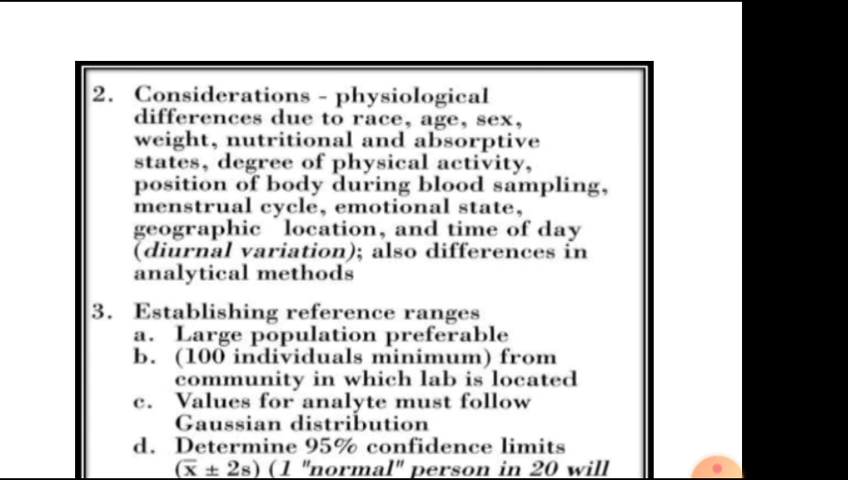 2. Considerations - physiological
differences due to race, age, sex,
weight, nutritional and absorptive
states, degree of physical activity,
position of body during blood sampling,
menstrual cycle, emotional state,
geographic location, and time of day
(diurnal variation); also differences in
analytical methods
3. Establishing reference ranges
a. Large population preferable
b. (100 individuals minimum) from
community in which lab is located
c. Values for analyte must follow
Gaussian distribution
d. Determine 95% confidence limits
(x̅ ± 2s) (1 "normal" person in 20 will